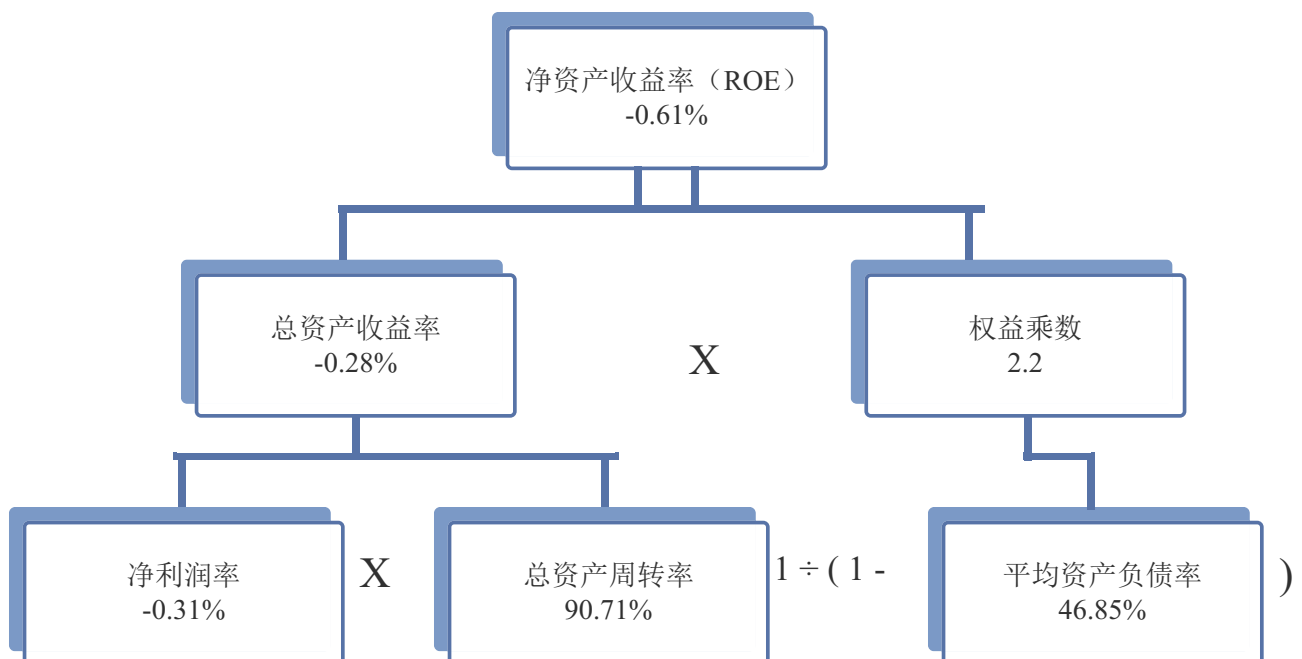 净资产收益率（ROE）
-0.61%
总资产收益率
-0.28%
X
权益乘数
2.2
净利润率
-0.31%
X
总资产周转率
90.71%
1 ÷ ( 1 -
平均资产负债率
46.85%
)